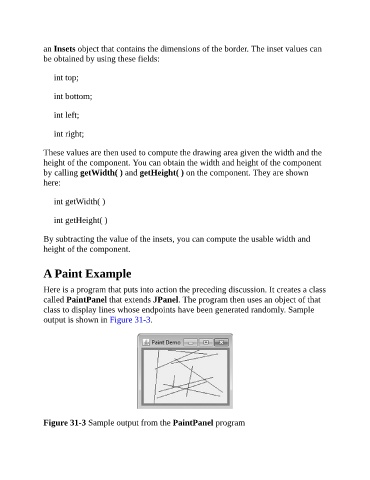 an Insets object that contains the dimensions of the border. The inset values can
be obtained by using these fields:
int top;
int bottom;
int left;
int right;
These values are then used to compute the drawing area given the width and the
height of the component. You can obtain the width and height of the component
by calling getWidth( ) and getHeight( ) on the component. They are shown
here:
int getWidth( )
int getHeight( )
By subtracting the value of the insets, you can compute the usable width and
height of the component.
A Paint Example
Here is a program that puts into action the preceding discussion. It creates a class
called PaintPanel that extends JPanel. The program then uses an object of that
class to display lines whose endpoints have been generated randomly. Sample
output is shown in Figure 31-3.
Paint Demo
Figure 31-3 Sample output from the PaintPanel program